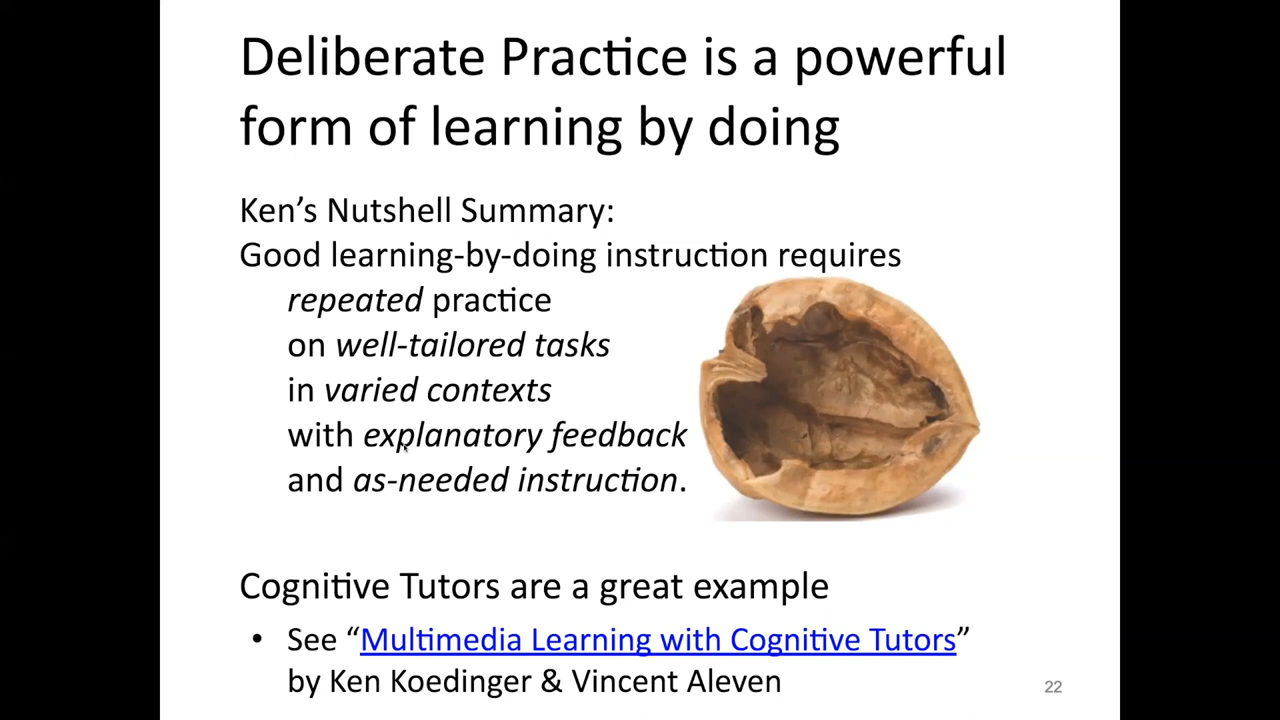 Deliberate Practice is a powerful
form of learning by doing
Ken’s Nutshell Summary:
Good learning-by-doing instruction requires
repeated practice
on well-tailored tasks
in varied contexts
with explanatory feedback
and as-needed instruction.
Cognitive Tutors are a great example
• See “Multimedia Learning with Cognitive Tutors”
by Ken Koedinger & Vincent Aleven
22